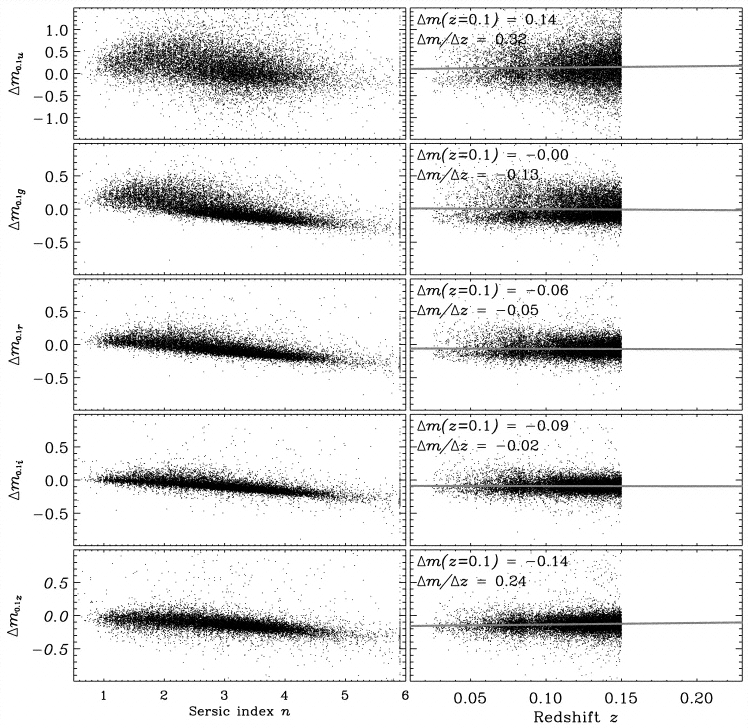 Δm(z=0.1) = 0.14
Δm/Δz = 0.32
1.0
0.5
0.0
−0.5
−1.0
Δm0.1u
Δm(z=0.1) = −0.00
Δm/Δz = −0.13
0.5
0.0
−0.5
Δm0.1g
Δm(z=0.1) = −0.06
Δm/Δz = −0.05
0.5
0.0
−0.5
Δm0.1r
Δm(z=0.1) = −0.09
Δm/Δz = −0.02
0.5
0.0
−0.5
Δm0.1i
Δm(z=0.1) = −0.14
Δm/Δz = 0.24
0.5
0.0
−0.5
Δm0.1z
1 2 3 4 5 6
Sersic index n
0.05 0.10 0.15 0.20
Redshift z